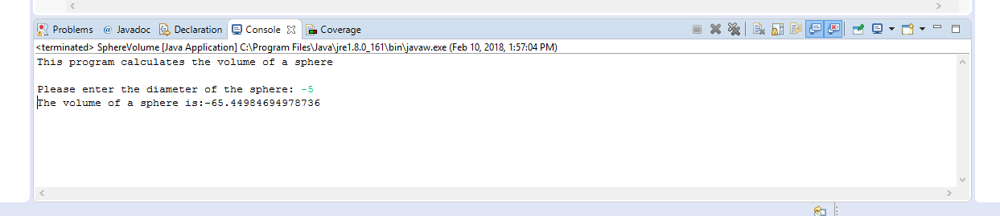 Problems @ Javadoc Declaration Console Coverage
<terminated> SphereVolume [Java Application] C:\Program Files\Java\jre1.8.0_161\bin\javaw.exe (Feb 10, 2018, 1:57:04 PM)
This program calculates the volume of a sphere
Please enter the diameter of the sphere: -5
The volume of a sphere is:-65.44984694978736